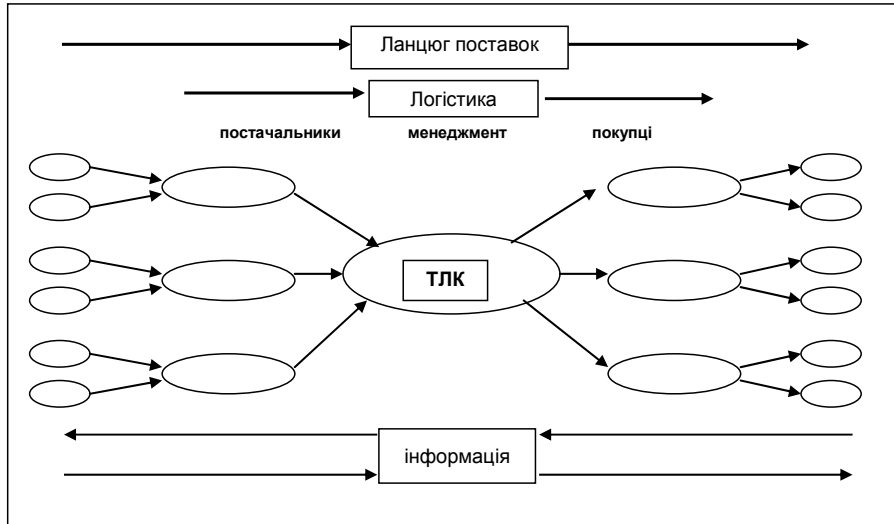 Ланцюг поставок
Логістика
постачальники менеджмент покупці
ТЛК
інформація